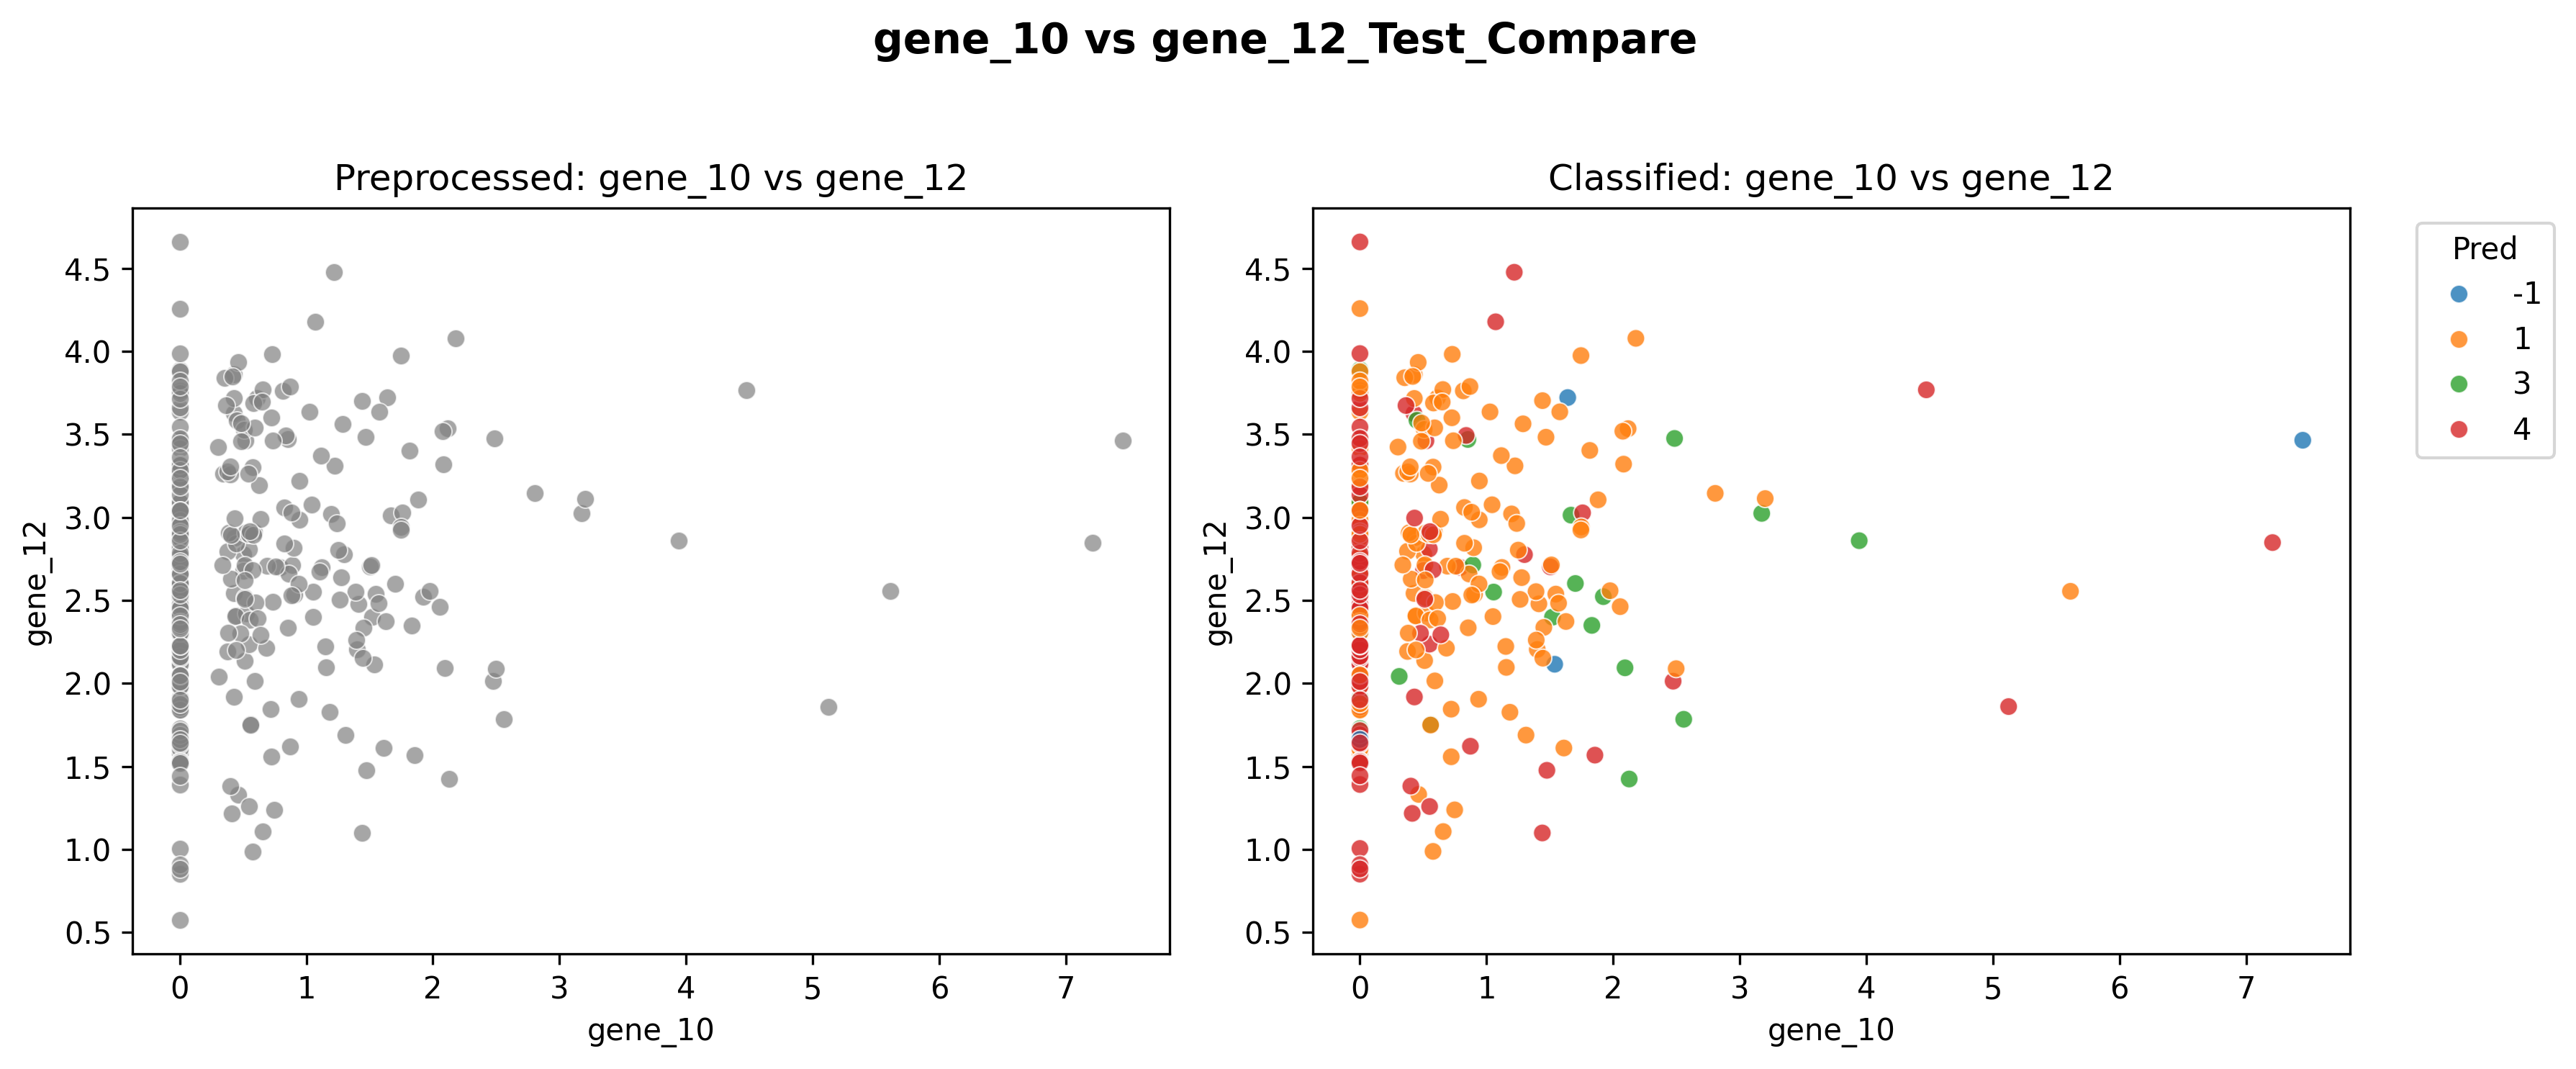 gene_10 vs gene_12_Test_Compare
Preprocessed: gene_10 vs gene_12
gene_12
4.5
4.0
3.5
3.0
2.5
2.0
1.5
1.0
0.5
0 1 2 3 4 5 6 7
gene_10
Classified: gene_10 vs gene_12
gene_12
4.5
4.0
3.5
3.0
2.5
2.0
1.5
1.0
0.5
0 1 2 3 4 5 6 7
gene_10
Pred
-1
1
3
4